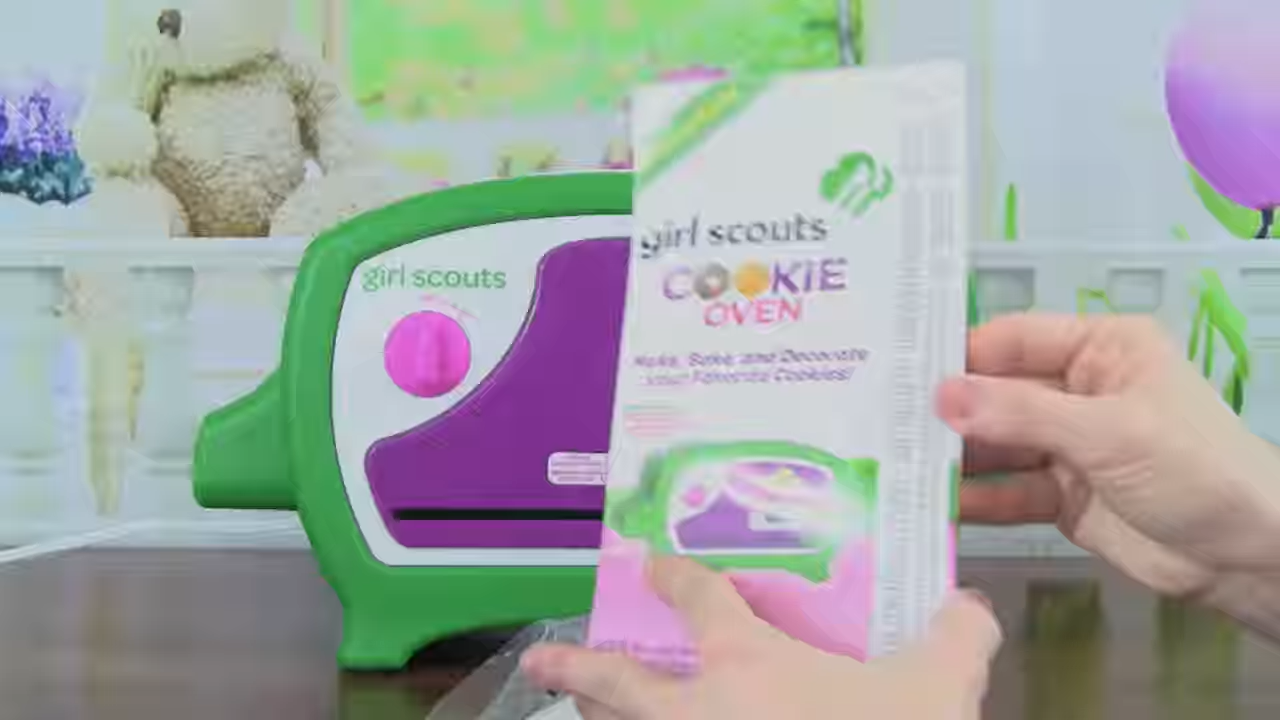 girl scouts
girl scouts
COOKIE
OVEN
Make, Bake, and Decorate
Your Favorite Cookies!